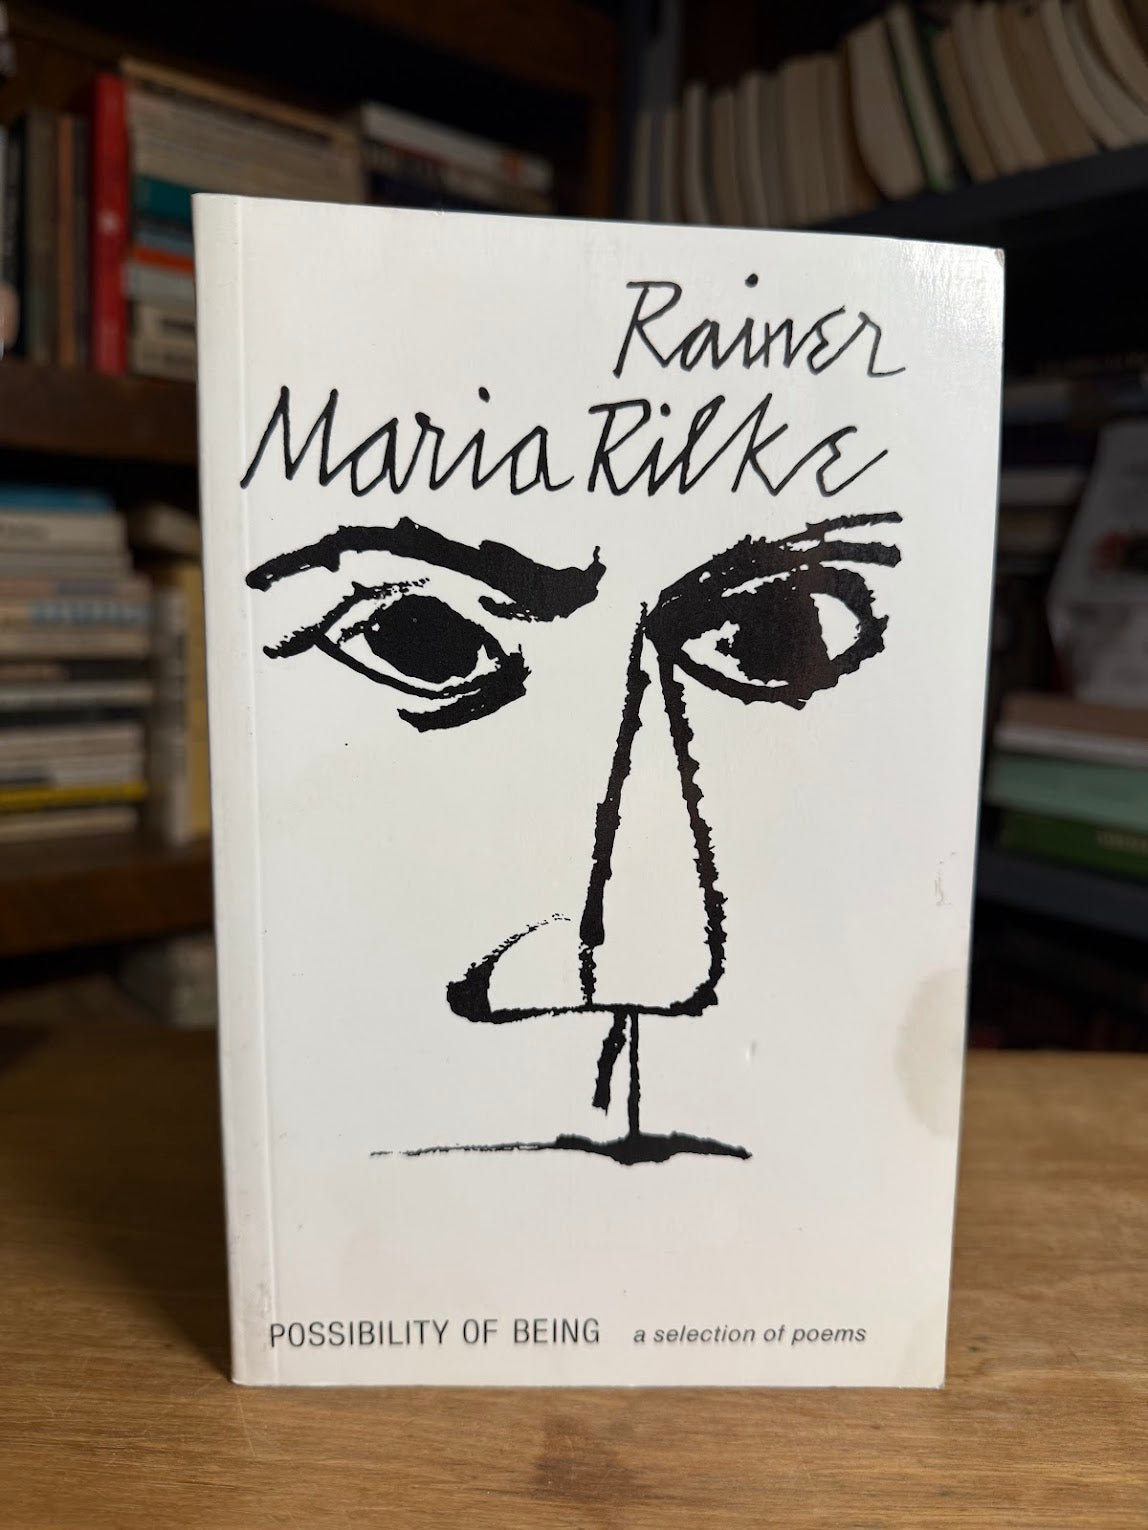 Rainer
Maria Rilke
POSSIBILITY OF BEING a selection of poems